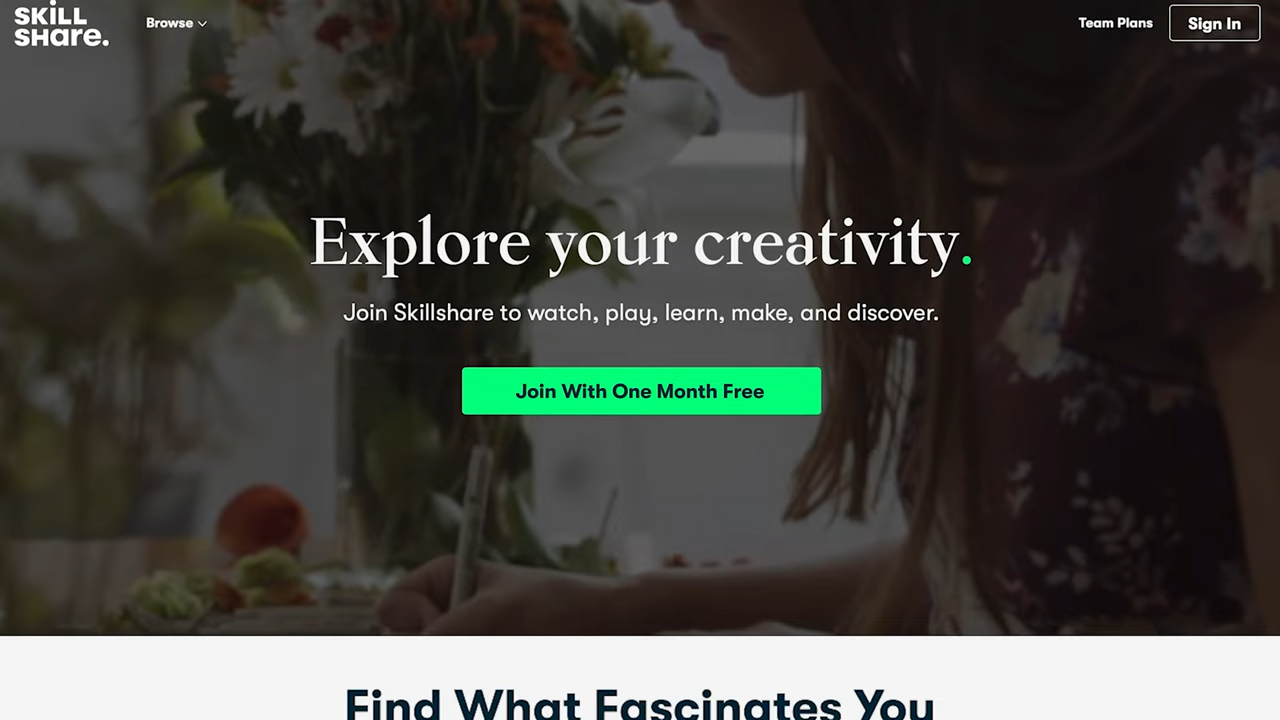 SKiLL
SHare.
Browse
Team Plans
Sign In
Explore your creativity.
Join Skillshare to watch, play, learn, make, and discover.
Join With One Month Free
Find What Fascinates You